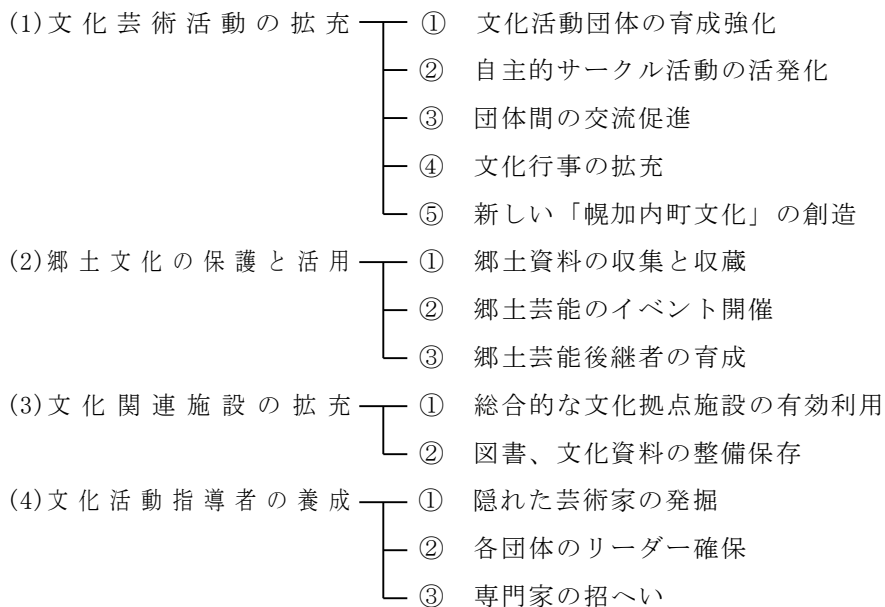 (1)文化芸術活動の拡充 ① 文化活動団体の育成強化
② 自主的サークル活動の活発化
③ 団体間の交流促進
④ 文化行事の拡充
⑤ 新しい「幌加内町文化」の創造
(2)郷土文化の保護と活用 ① 郷土資料の収集と収蔵
② 郷土芸能のイベント開催
③ 郷土芸能後継者の育成
(3)文化関連施設の拡充 ① 総合的な文化拠点施設の有効利用
② 図書、文化資料の整備保存
(4)文化活動指導者の養成 ① 隠れた芸術家の発掘
② 各団体のリーダー確保
③ 専門家の招へい